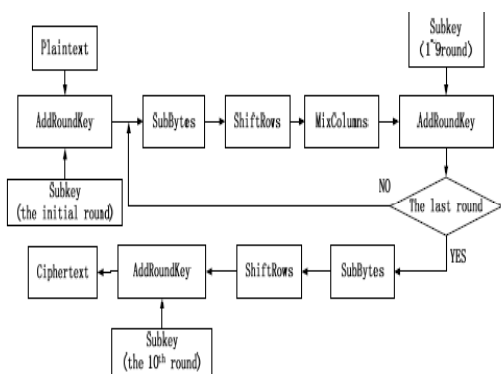 Plaintext
Subkey
(1~9round)
AddRoundKey
SubBytes
ShiftRows
MixColumns
AddRoundKey
Subkey
(the initial round)
NO
The last round
YES
Ciphertext
AddRoundKey
ShiftRows
SubBytes
Subkey
(the 10th round)